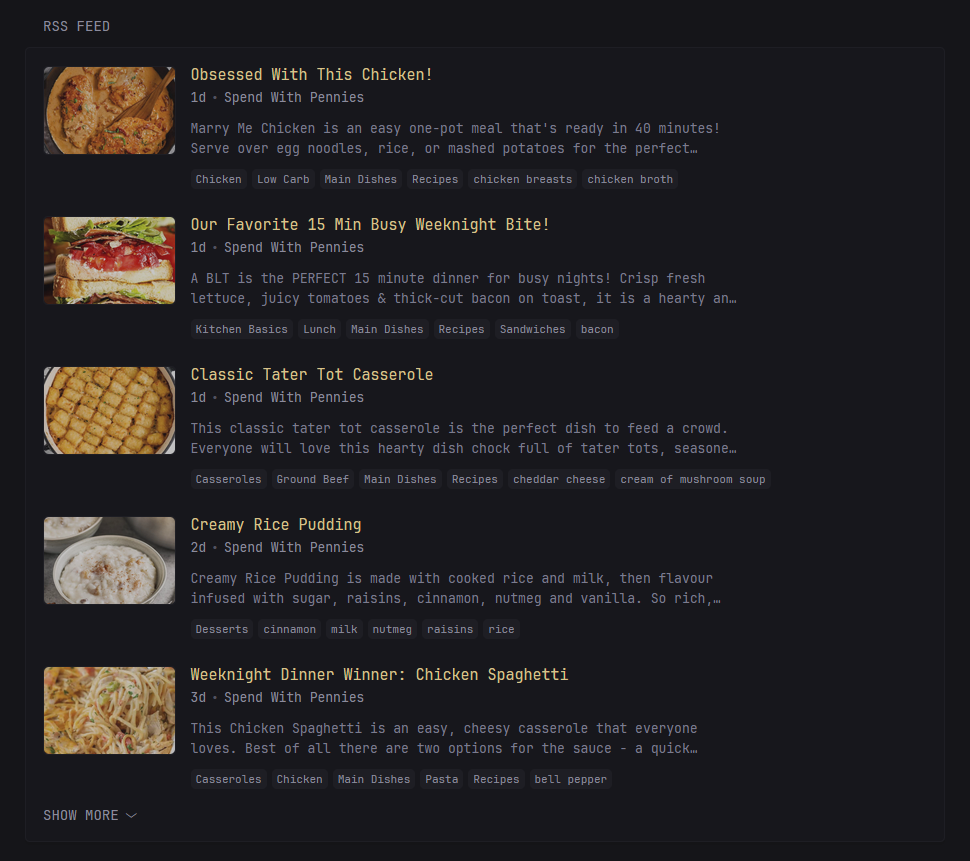 RSS FEED
Obsessed With This Chicken!
1d • Spend With Pennies
Marry Me Chicken is an easy one-pot meal that's ready in 40 minutes!
Serve over egg noodles, rice, or mashed potatoes for the perfect…
Chicken Low Carb Main Dishes Recipes chicken breasts chicken broth
Our Favorite 15 Min Busy Weeknight Bite!
1d • Spend With Pennies
A BLT is the PERFECT 15 minute dinner for busy nights! Crisp fresh
lettuce, juicy tomatoes & thick-cut bacon on toast, it is a hearty an…
Kitchen Basics Lunch Main Dishes Recipes Sandwiches bacon
Classic Tater Tot Casserole
1d • Spend With Pennies
This classic tater tot casserole is the perfect dish to feed a crowd.
Everyone will love this hearty dish chock full of tater tots, seasone…
Casseroles Ground Beef Main Dishes Recipes cheddar cheese cream of mushroom soup
Creamy Rice Pudding
2d • Spend With Pennies
Creamy Rice Pudding is made with cooked rice and milk, then flavour
infused with sugar, raisins, cinnamon, nutmeg and vanilla. So rich,…
Desserts cinnamon milk nutmeg raisins rice
Weeknight Dinner Winner: Chicken Spaghetti
3d • Spend With Pennies
This Chicken Spaghetti is an easy, cheesy casserole that everyone
loves. Best of all there are two options for the sauce - a quick…
Casseroles Chicken Main Dishes Pasta Recipes bell pepper
SHOW MORE